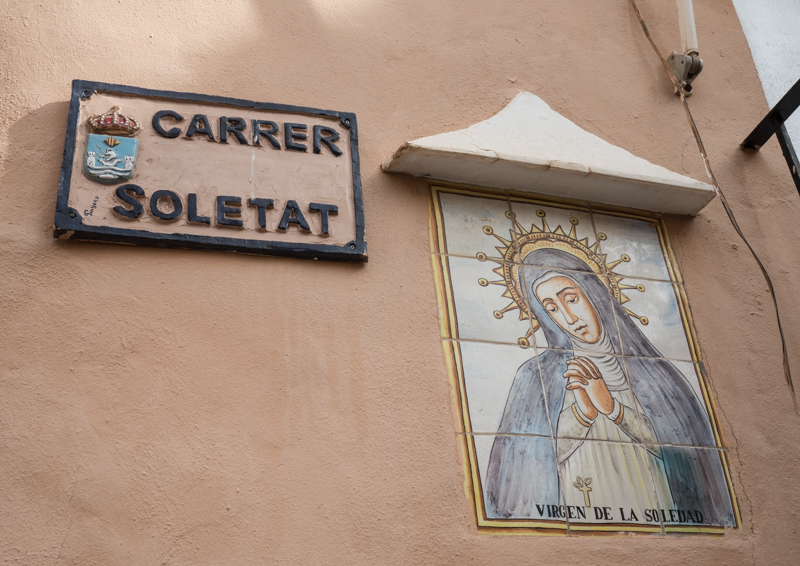 CARRER
SOLETAT
VIRGEN DE LA SOLEDAD